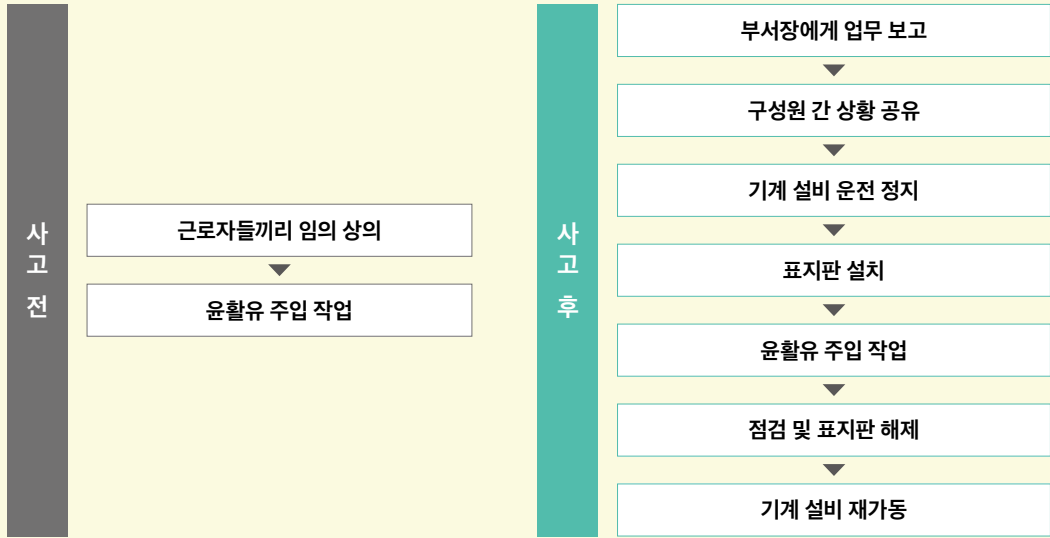 사고 전
근로자들끼리 임의 상의
윤활유 주입 작업
사고 후
부서장에게 업무 보고
구성원 간 상황 공유
기계 설비 운전 정지
표지판 설치
윤활유 주입 작업
점검 및 표지판 해제
기계 설비 재가동